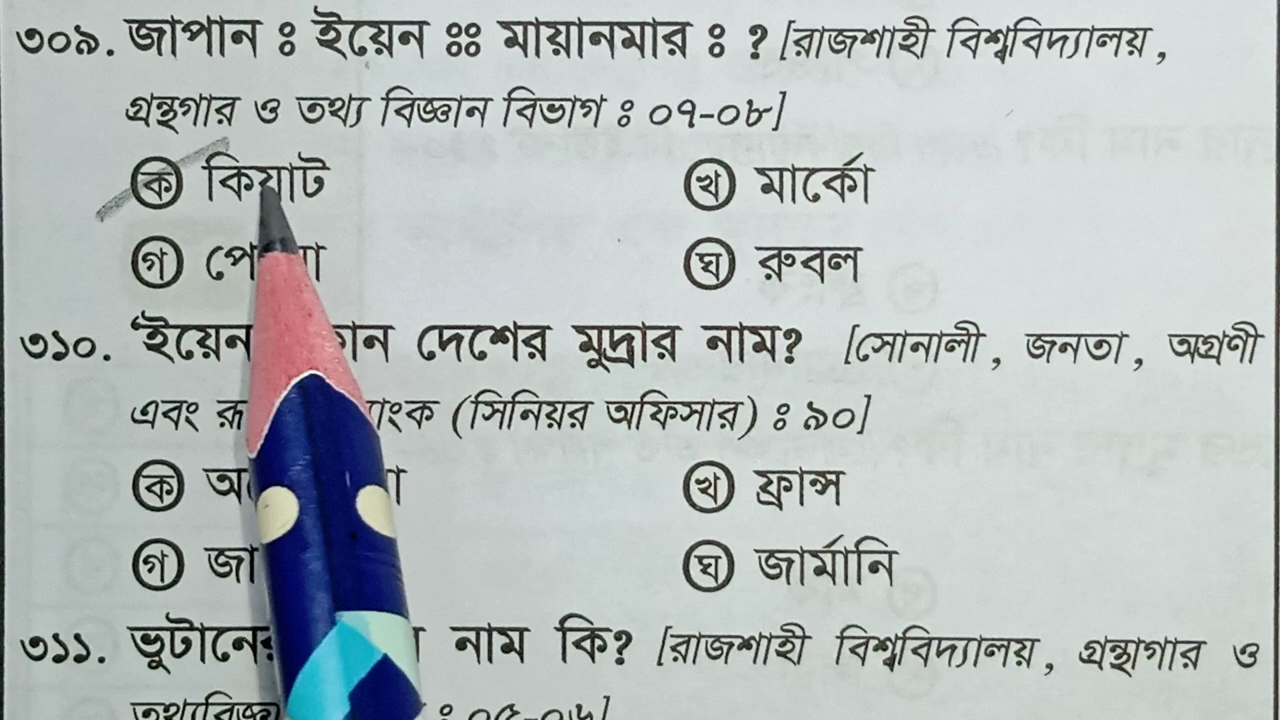 ৩০৯. জাপান ঃ ইয়েন ঃঃ মায়ানমার ঃ ? [রাজশাহী বিশ্ববিদ্যালয়,
গ্রন্থগার ও তথ্য বিজ্ঞান বিভাগ ঃ ০৭-০৮]
ক কিয়াট খ মার্কো
গ ঘ রুবল
৩১০. 'ইয়েন দেশের মুদ্রার নাম? [সোনালী, জনতা, অগ্রণী
এবং (সিনিয়র অফিসার) ঃ ৯০]
ক খ ফ্রান্স
গ ঘ জার্মানি
৩১১. নাম কি? [রাজশাহী বিশ্ববিদ্যালয়, গ্রন্থাগার ও